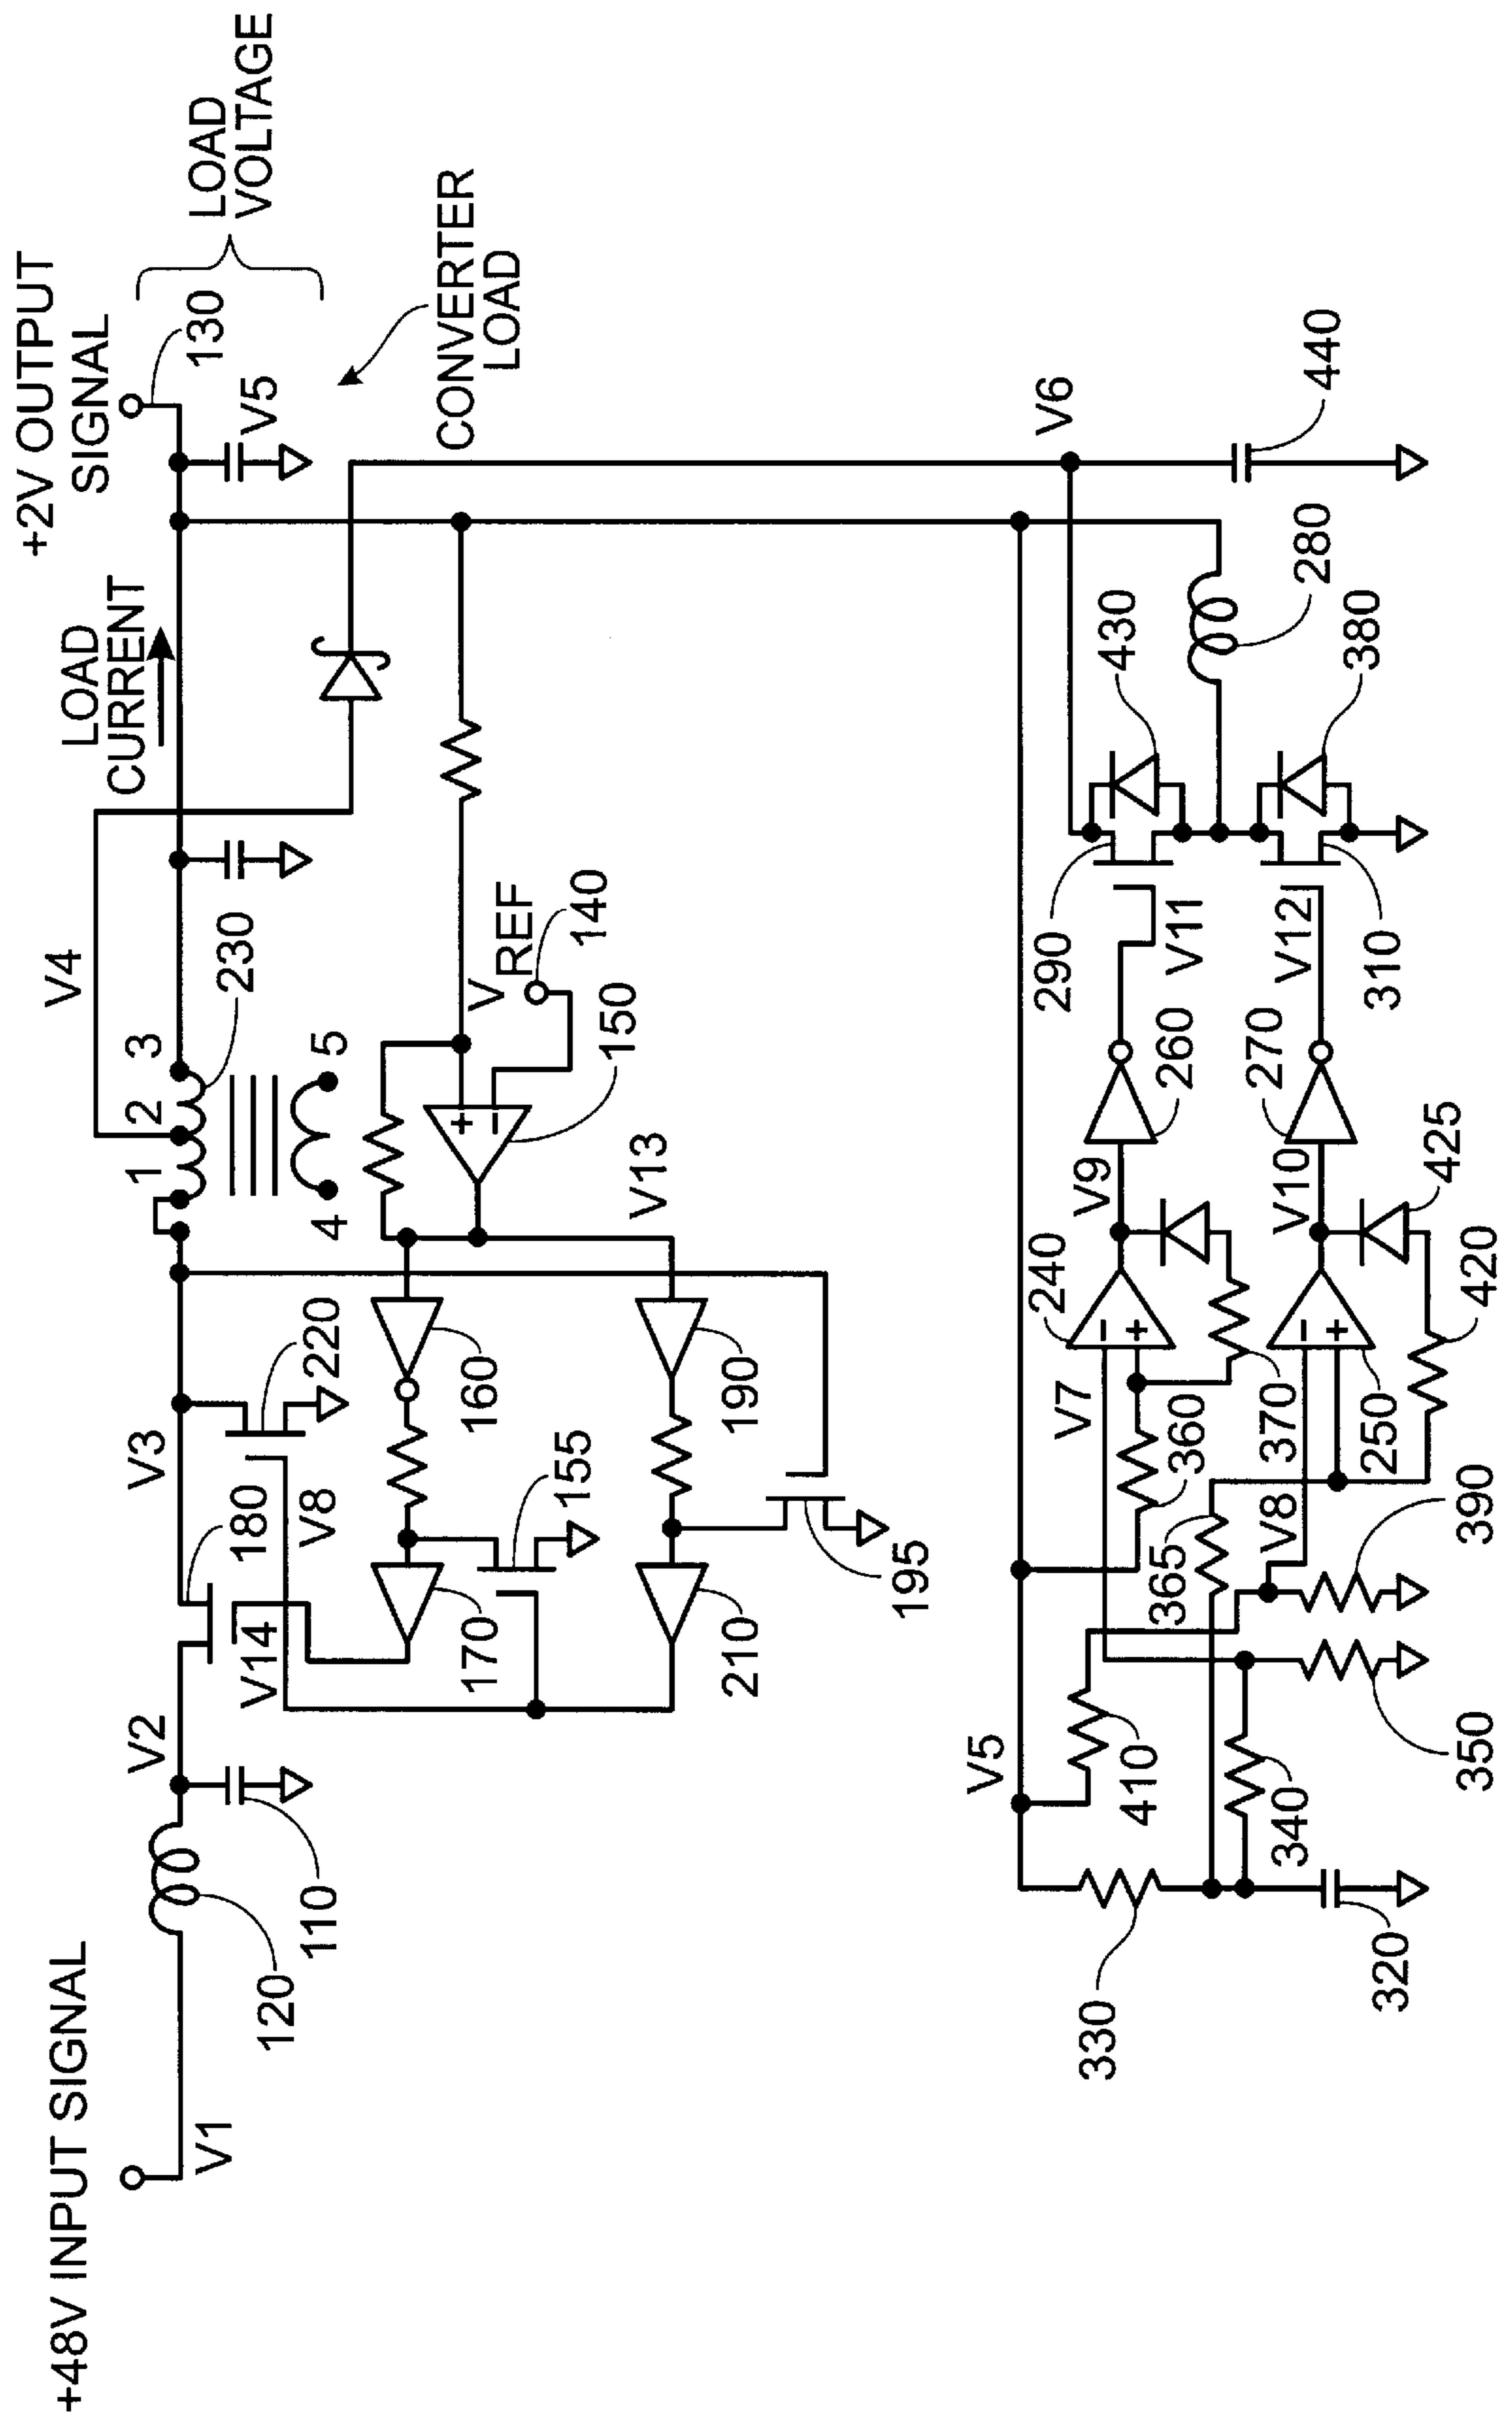 +48V INPUT SIGNAL
V1
120
110
V2
V14
180
V3
V8
220
1
2
3
4
5
230
V4
LOAD
CURRENT
+2V OUTPUT
SIGNAL
130
V5
LOAD
VOLTAGE
CONVERTER
LOAD
160
170
155
190
210
195
V13
+
−
150
V REF
140
V5
330
320
340
350
410
390
365
360
370
V7
V8
240
−
+
250
−
+
420
425
V9
V10
260
270
V11
V12
290
310
430
380
280
V6
440